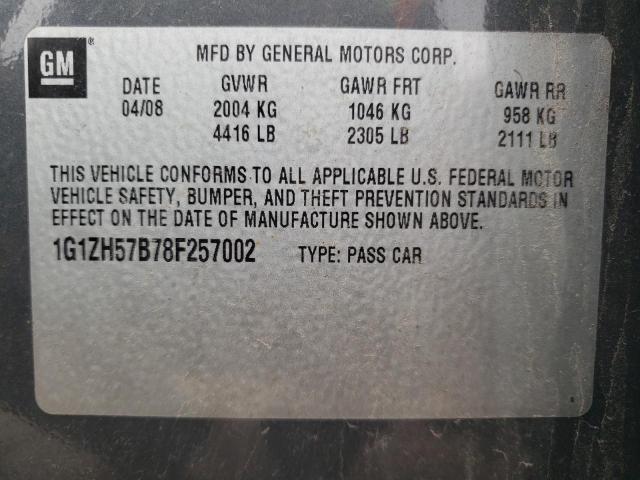 GM®
MFD BY GENERAL MOTORS CORP.
DATE GVWR GAWR FRT GAWR RR
04/08 2004 KG 1046 KG 958 KG
4416 LB 2305 LB 2111 LB
THIS VEHICLE CONFORMS TO ALL APPLICABLE U.S. FEDERAL MOTOR
VEHICLE SAFETY, BUMPER, AND THEFT PREVENTION STANDARDS IN
EFFECT ON THE DATE OF MANUFACTURE SHOWN ABOVE.
1G1ZH57B78F257002 TYPE: PASS CAR